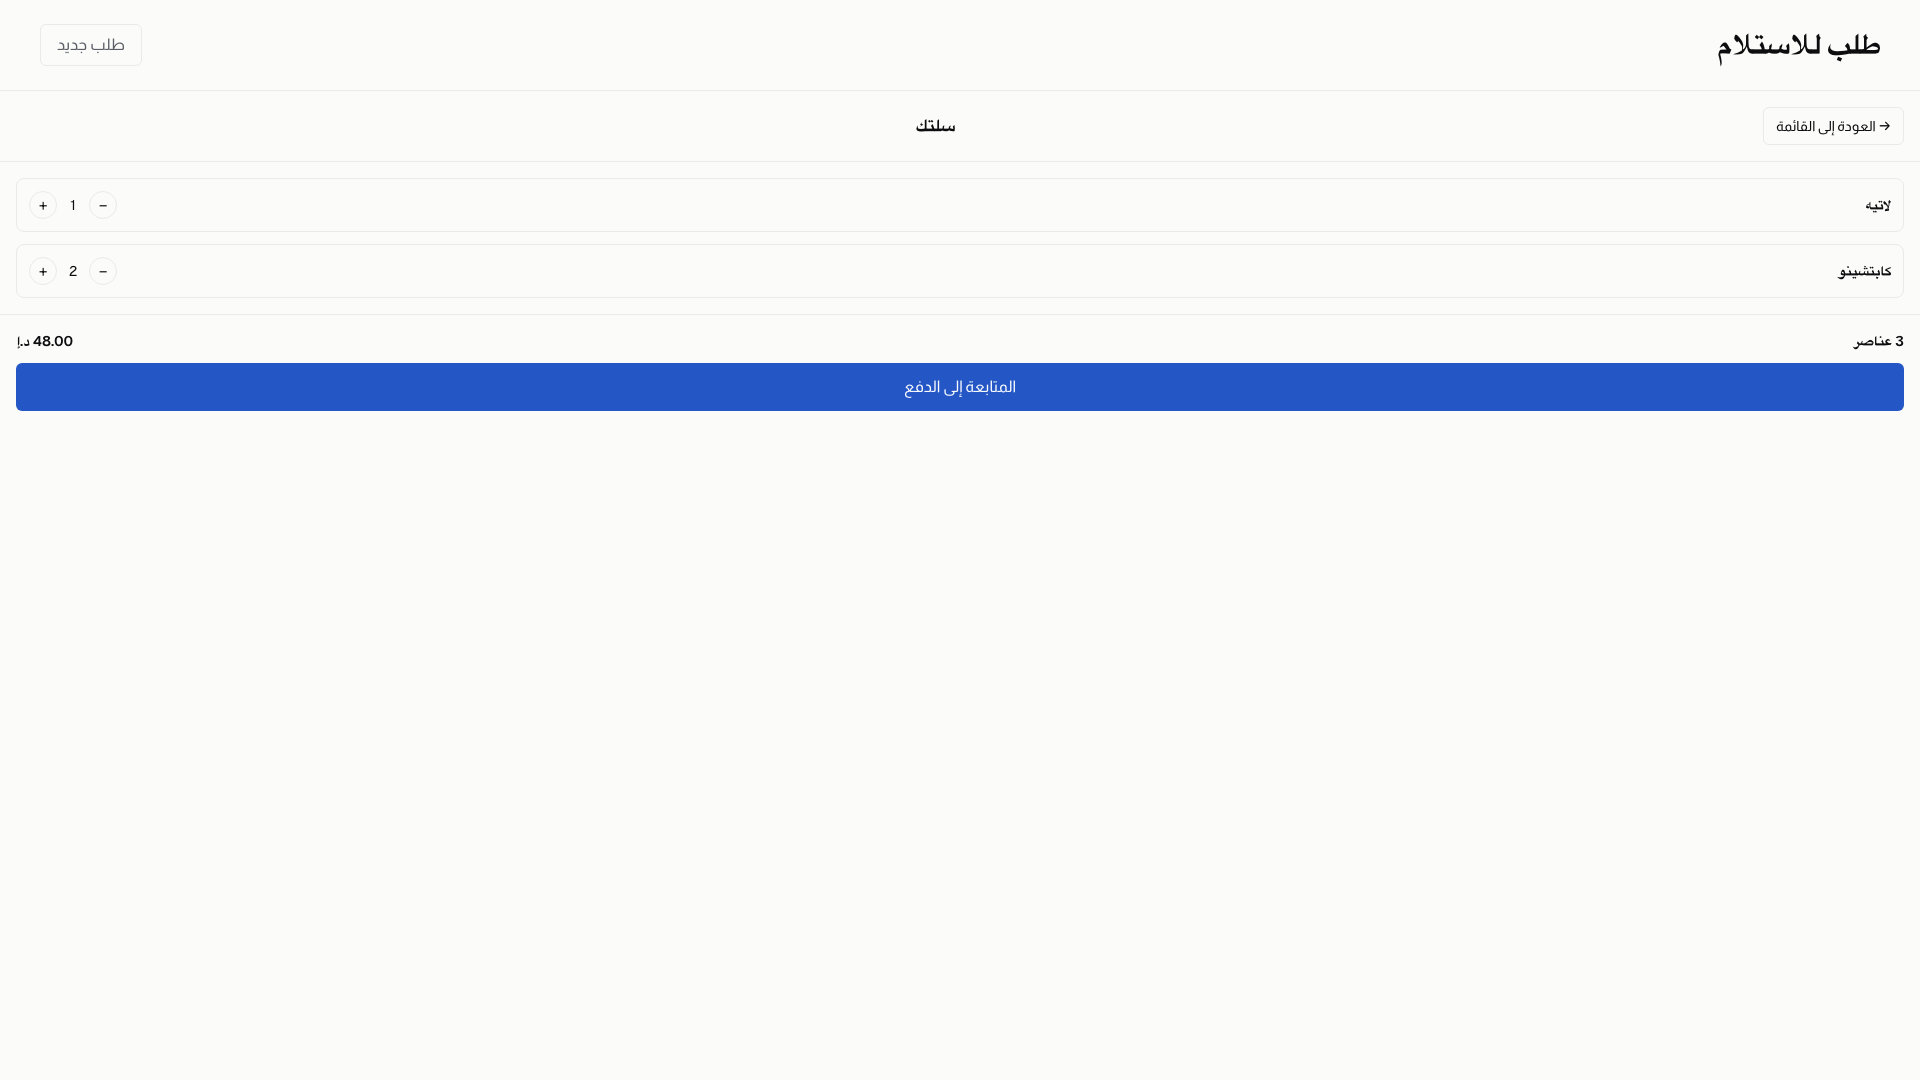 طلب للاستلام
طلب جديد
→ العودة إلى القائمة
سلتك
لاتيه
− 1 +
كابتشينو
− 2 +
3 عناصر
48.00 د.إ
المتابعة إلى الدفع